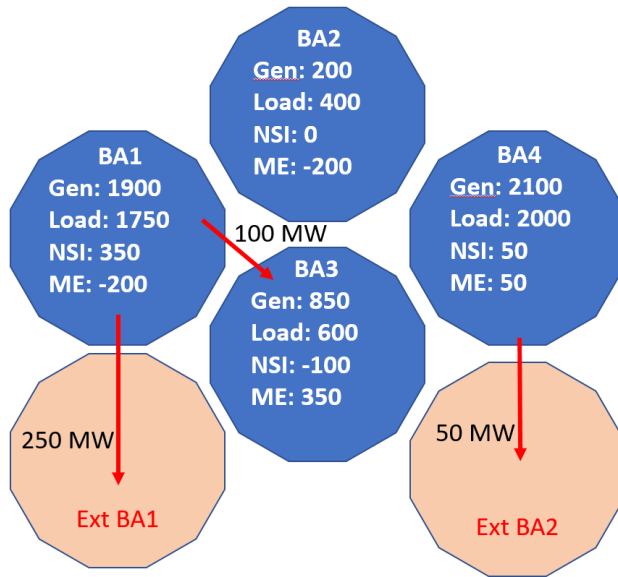 BA2
Gen: 200
Load: 400
NSI: 0
ME: -200
BA1
Gen: 1900
Load: 1750
NSI: 350
ME: -200
BA4
Gen: 2100
Load: 2000
NSI: 50
ME: 50
100 MW
BA3
Gen: 850
Load: 600
NSI: -100
ME: 350
250 MW
Ext BA1
50 MW
Ext BA2